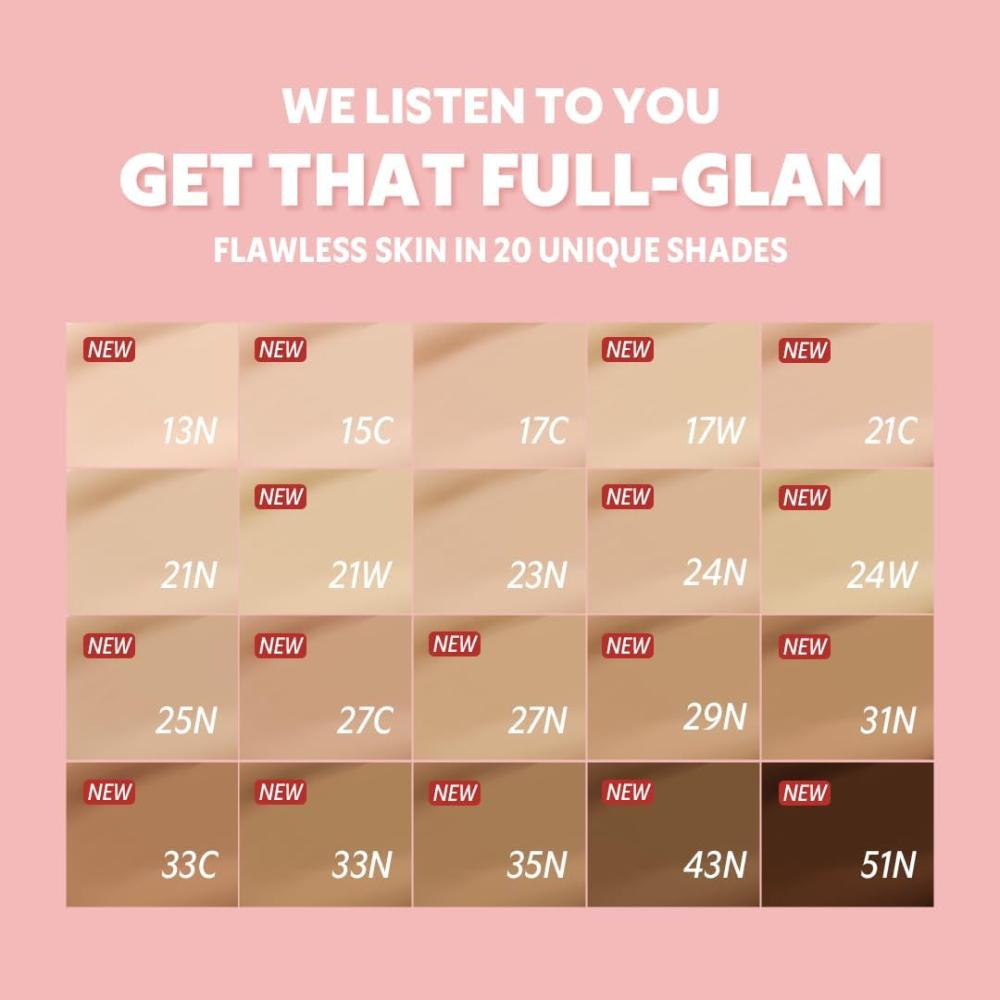 WE LISTEN TO YOU
GET THAT FULL-GLAM
FLAWLESS SKIN IN 20 UNIQUE SHADES
NEW
13N
NEW
15C
17C
NEW
17W
NEW
21C
21N
NEW
21W
23N
NEW
24N
NEW
24W
NEW
25N
NEW
27C
NEW
27N
NEW
29N
NEW
31N
NEW
33C
NEW
33N
NEW
35N
NEW
43N
NEW
51N